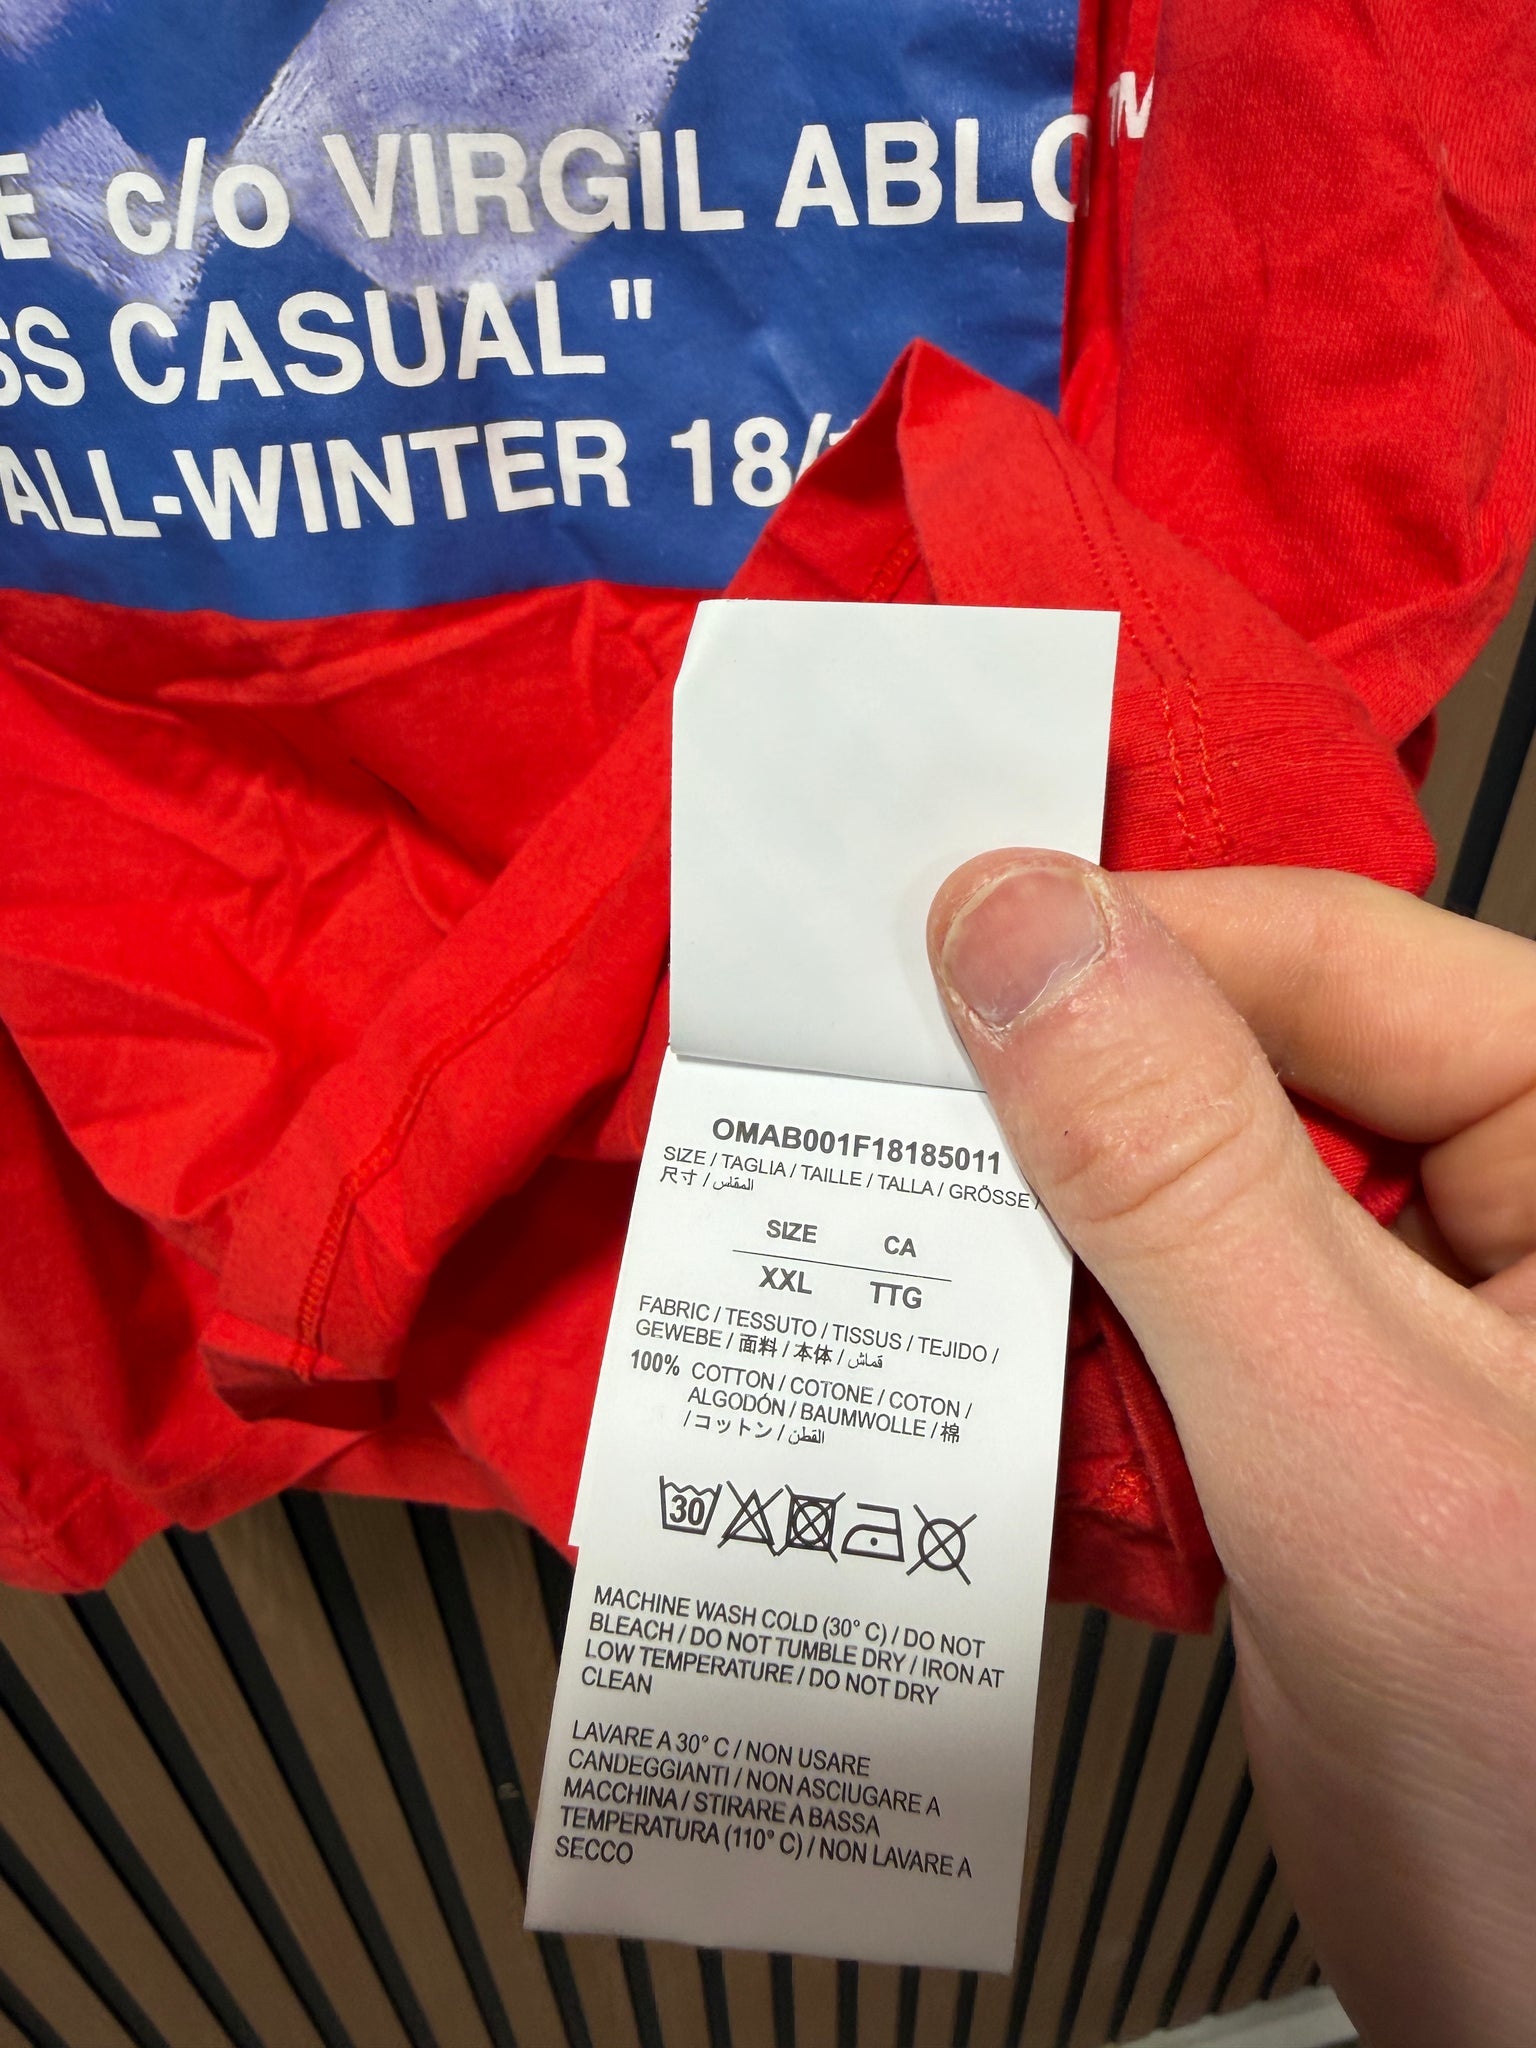 E c/o VIRGIL ABLO TM
SS CASUAL"
ALL-WINTER 18/
OMAB001F18185011
SIZE / TAGLIA / TAILLE / TALLA / GRÖSSE /
尺寸 / المقاس
SIZE CA
XXL TTG
FABRIC / TESSUTO / TISSUS / TEJIDO /
GEWEBE / 面料 / 本体 / قماش
100% COTTON / COTONE / COTON /
ALGODÓN / BAUMWOLLE / 棉
/ コットン / القطن
30
MACHINE WASH COLD (30° C) / DO NOT
BLEACH / DO NOT TUMBLE DRY / IRON AT
LOW TEMPERATURE / DO NOT DRY
CLEAN
LAVARE A 30° C / NON USARE
CANDEGGIANTI / NON ASCIUGARE A
MACCHINA / STIRARE A BASSA
TEMPERATURA (110° C) / NON LAVARE A
SECCO